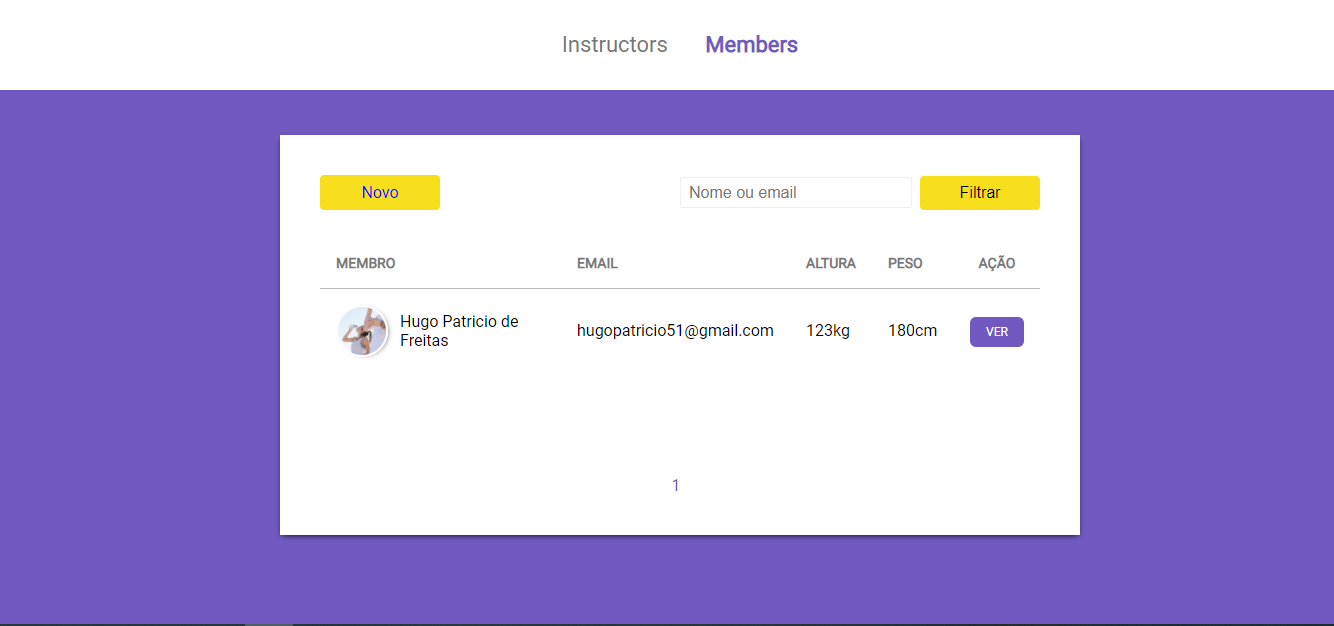 Instructors Members
Novo Nome ou email Filtrar
MEMBRO EMAIL ALTURA PESO AÇÃO
Hugo Patricio de
Freitas
hugopatricio51@gmail.com 123kg 180cm VER
1